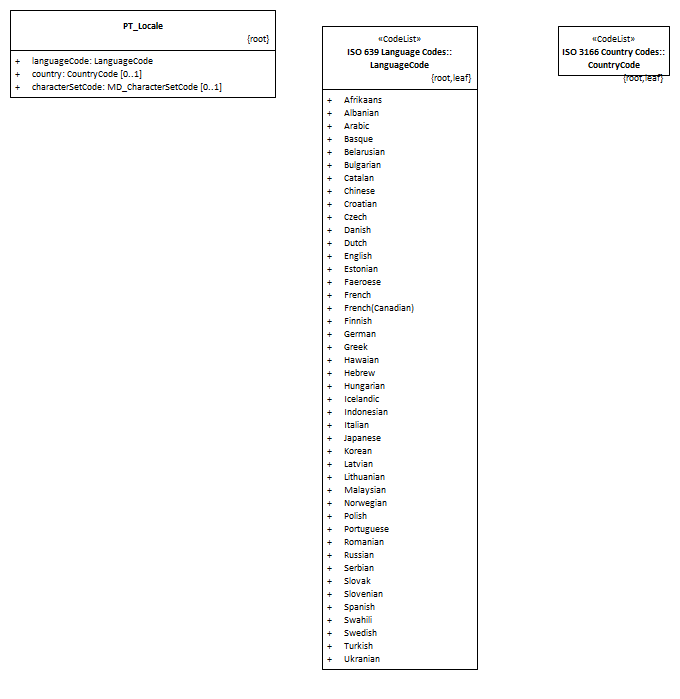 PT_Locale
{root}
+ languageCode: LanguageCode
+ country: CountryCode [0..1]
+ characterSetCode: MD_CharacterSetCode [0..1]
«CodeList»
ISO 639 Language Codes::
LanguageCode
{root,leaf}
+ Afrikaans
+ Albanian
+ Arabic
+ Basque
+ Belarusian
+ Bulgarian
+ Catalan
+ Chinese
+ Croatian
+ Czech
+ Danish
+ Dutch
+ English
+ Estonian
+ Faeroese
+ French
+ French(Canadian)
+ Finnish
+ German
+ Greek
+ Hawaian
+ Hebrew
+ Hungarian
+ Icelandic
+ Indonesian
+ Italian
+ Japanese
+ Korean
+ Latvian
+ Lithuanian
+ Malaysian
+ Norwegian
+ Polish
+ Portuguese
+ Romanian
+ Russian
+ Serbian
+ Slovak
+ Slovenian
+ Spanish
+ Swahili
+ Swedish
+ Turkish
+ Ukranian
«CodeList»
ISO 3166 Country Codes::
CountryCode
{root,leaf}